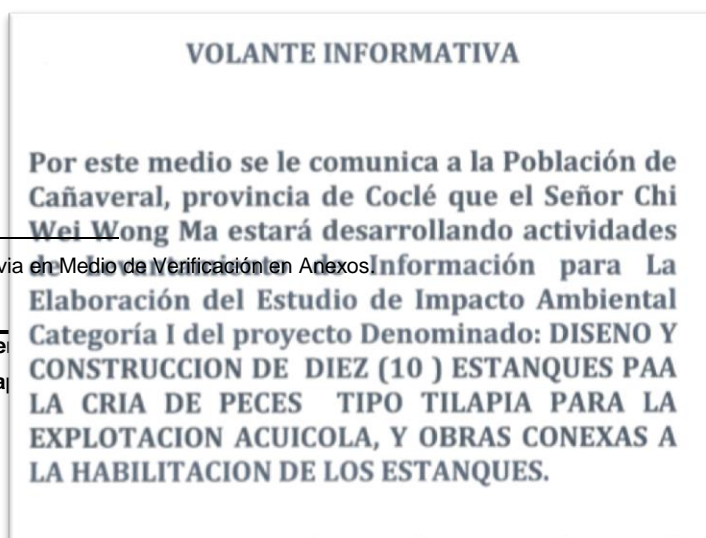 VOLANTE INFORMATIVA
Por este medio se le comunica a la Población de
Cañaveral, provincia de Coclé que el Señor Chi
Wei Wong Ma estará desarrollando actividades
de Levantamiento de Información para La
en Medio de Verificación en Anexos.
Elaboración del Estudio de Impacto Ambiental
Categoría I del proyecto Denominado: DISENO Y
CONSTRUCCION DE DIEZ (10 ) ESTANQUES PAA
LA CRIA DE PECES TIPO TILAPIA PARA LA
EXPLOTACION ACUICOLA, Y OBRAS CONEXAS A
LA HABILITACION DE LOS ESTANQUES.